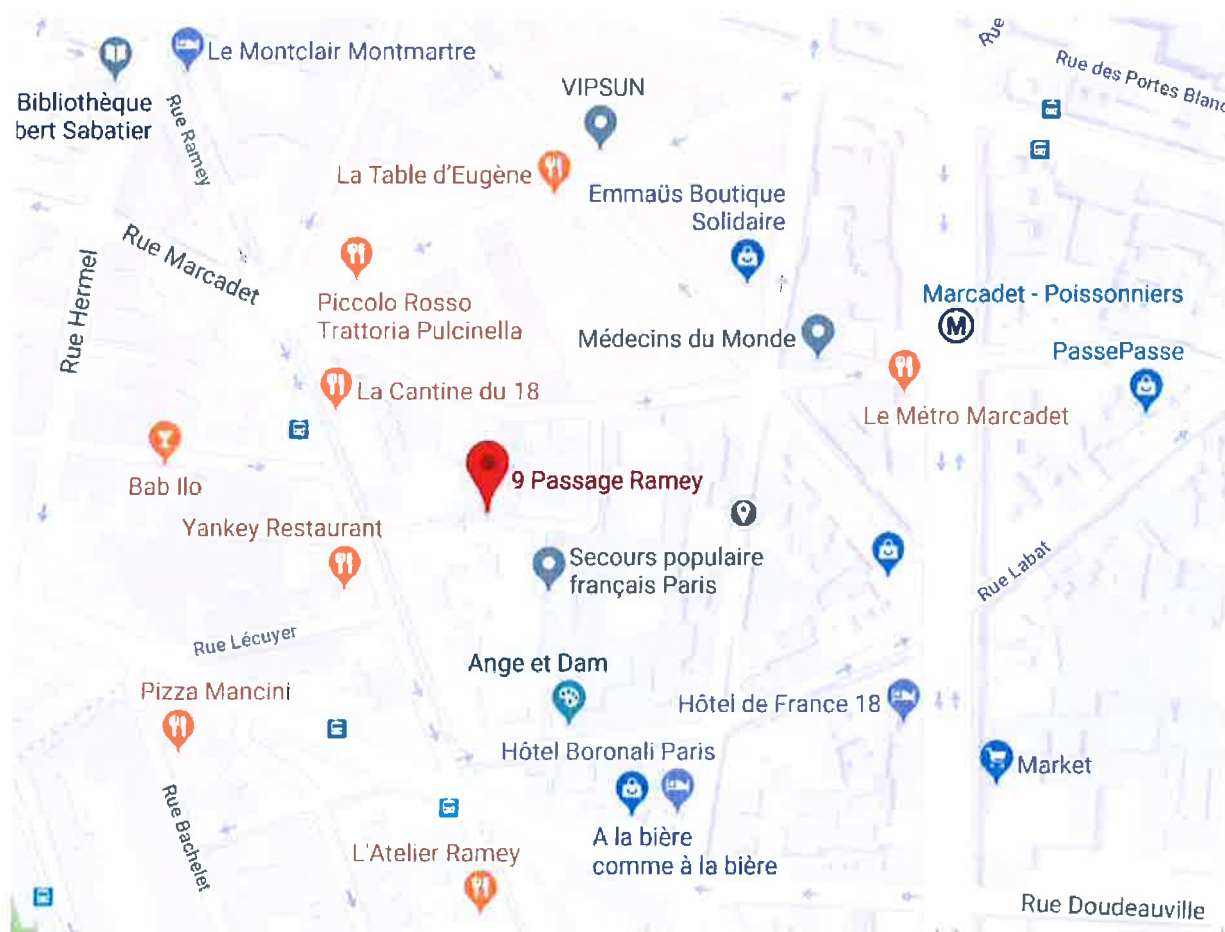 Le Montclair Montmartre
Bibliothèque
bert Sabatier
Rue Ramey
VIPSUN
Rue
Rue des Portes Blanc
La Table d'Eugène
Emmaüs Boutique
Solidaire
Rue Marcadet
Rue Hermel
Piccolo Rosso
Trattoria Pulcinella
Marcadet - Poissonniers
M
Médecins du Monde
PassePasse
La Cantine du 18
Le Métro Marcadet
Bab Ilo
9 Passage Ramey
Yankey Restaurant
Secours populaire
français Paris
Rue Labat
Rue Lécuyer
Ange et Dam
Pizza Mancini
Hôtel de France 18
Hôtel Boronali Paris
Market
Rue Bachelet
A la bière
comme à la bière
L'Atelier Ramey
Rue Doudeauville